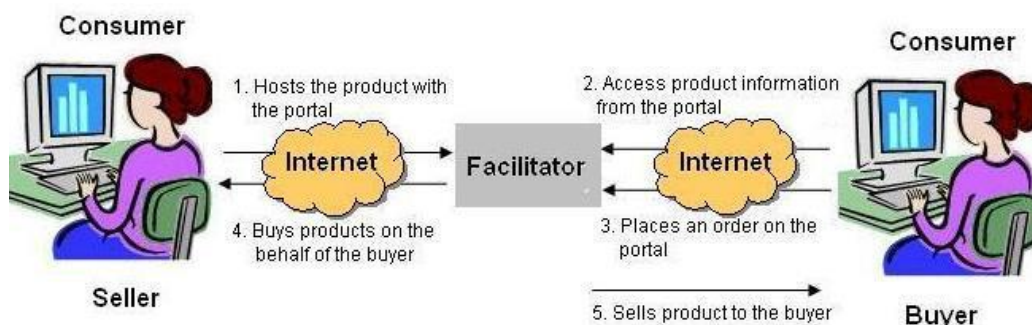 Consumer
Consumer
1. Hosts the product with
the portal
2. Access product information
from the portal
Internet
Facilitator
Internet
4. Buys products on the
behalf of the buyer
3. Places an order on the
portal
5. Sells product to the buyer
Seller
Buyer